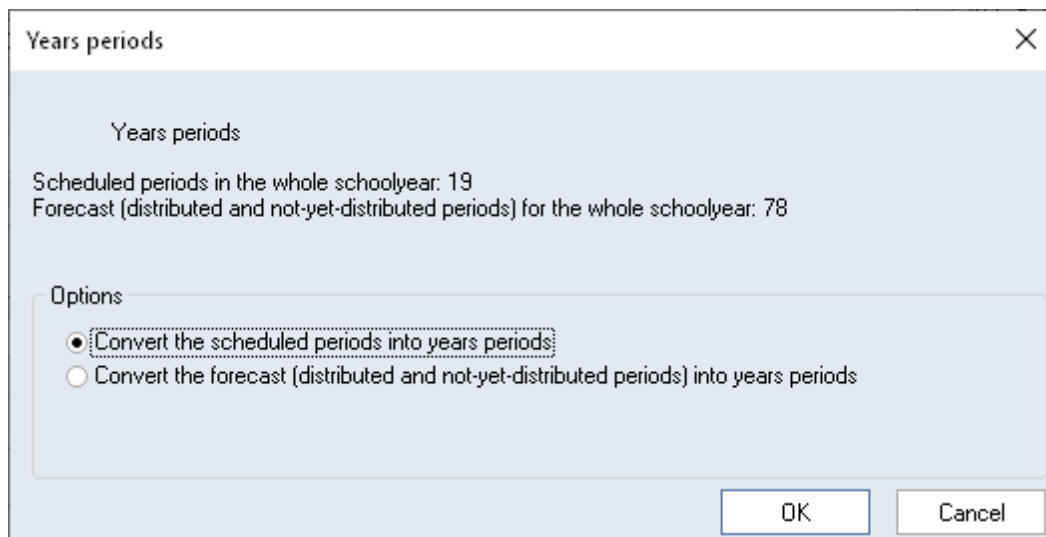 Years periods
Years periods
Scheduled periods in the whole schoolyear: 19
Forecast (distributed and not-yet-distributed periods) for the whole schoolyear: 78
Options
Convert the scheduled periods into years periods
Convert the forecast (distributed and not-yet-distributed periods) into years periods
OK Cancel